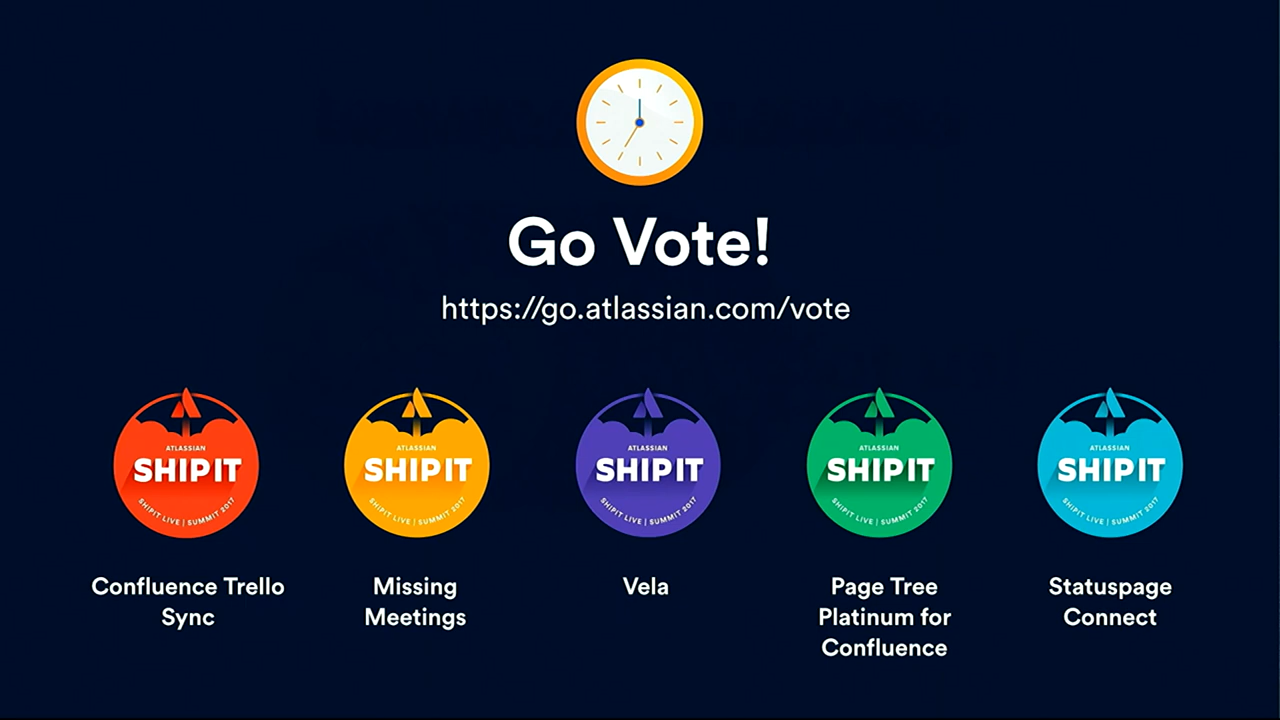 Go Vote!
https://go.atlassian.com/vote
ATLASSIAN
SHIPIT
SHIPIT LIVE | SUMMIT 2017
ATLASSIAN
SHIPIT
SHIPIT LIVE | SUMMIT 2017
ATLASSIAN
SHIPIT
SHIPIT LIVE | SUMMIT 2017
ATLASSIAN
SHIPIT
SHIPIT LIVE | SUMMIT 2017
ATLASSIAN
SHIPIT
SHIPIT LIVE | SUMMIT 2017
Confluence Trello
Sync
Missing
Meetings
Vela
Page Tree
Platinum for
Confluence
Statuspage
Connect